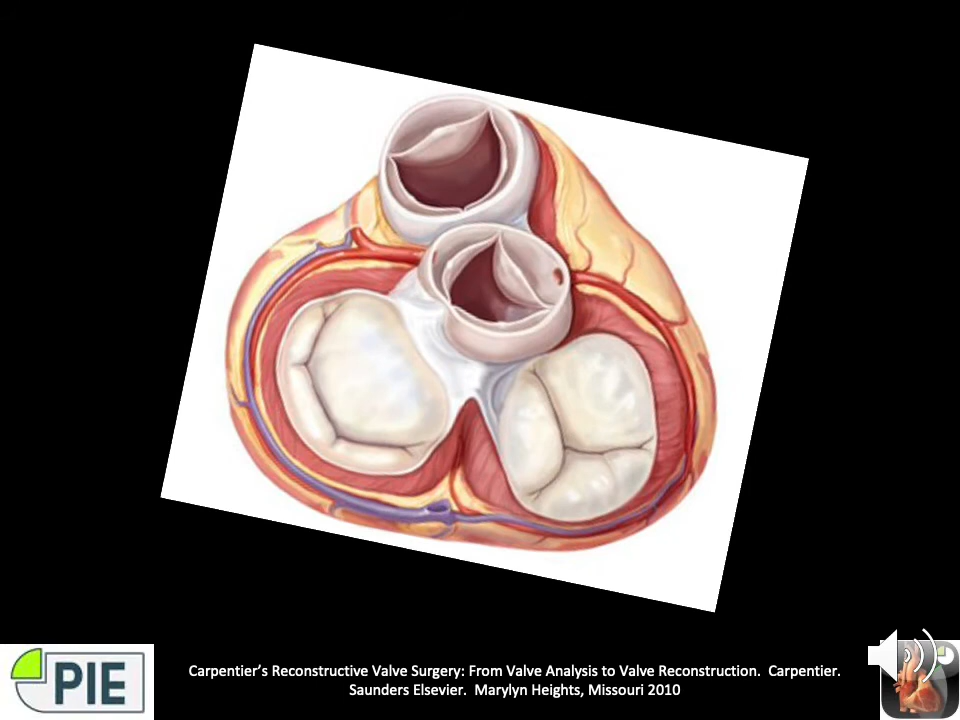 PIE
Carpentier’s Reconstructive Valve Surgery: From Valve Analysis to Valve Reconstruction.  Carpentier.
Saunders Elsevier.  Marylyn Heights, Missouri 2010